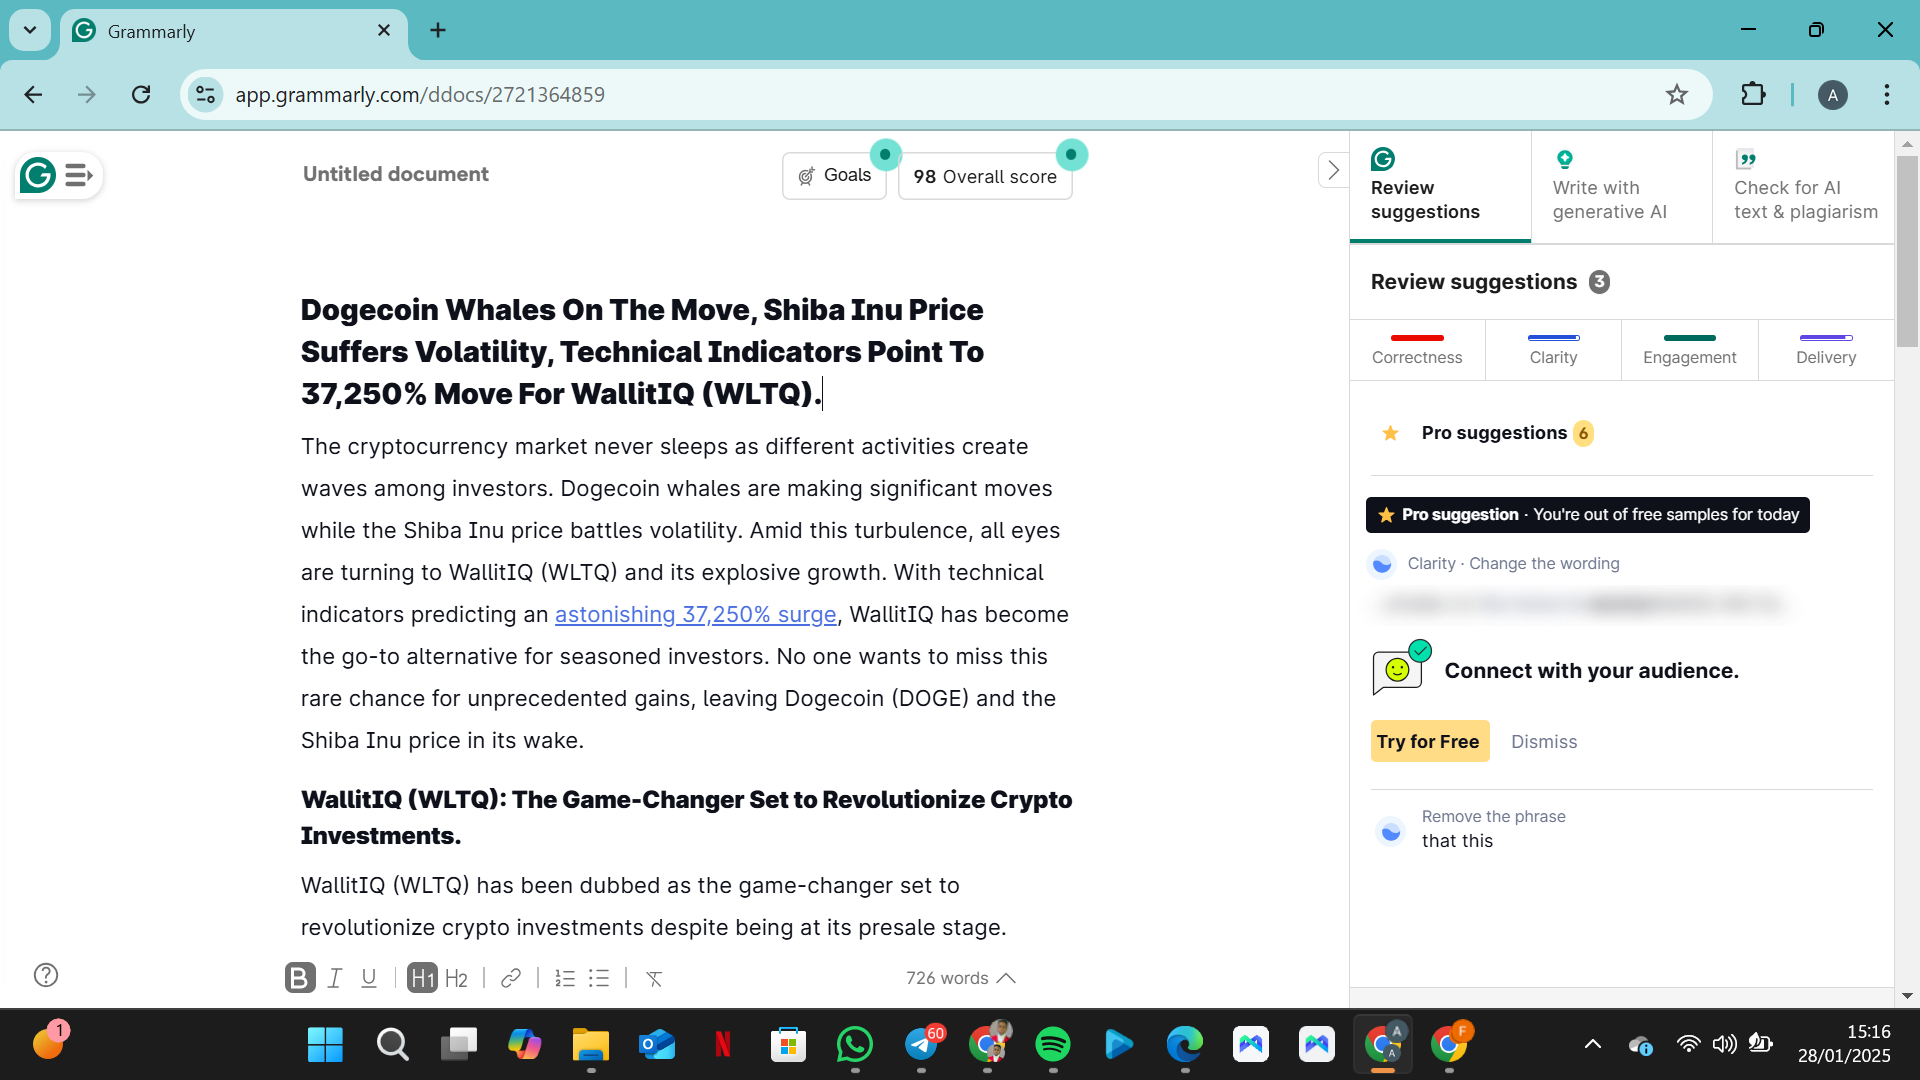 Grammarly
app.grammarly.com/ddocs/2721364859
A
Untitled document
Goals
98 Overall score
Review suggestions
Write with generative AI
Check for AI text & plagiarism
Dogecoin Whales On The Move, Shiba Inu Price
Suffers Volatility, Technical Indicators Point To
37,250% Move For WallitIQ (WLTQ).
The cryptocurrency market never sleeps as different activities create
waves among investors. Dogecoin whales are making significant moves
while the Shiba Inu price battles volatility. Amid this turbulence, all eyes
are turning to WallitIQ (WLTQ) and its explosive growth. With technical
indicators predicting an astonishing 37,250% surge, WallitIQ has become
the go-to alternative for seasoned investors. No one wants to miss this
rare chance for unprecedented gains, leaving Dogecoin (DOGE) and the
Shiba Inu price in its wake.
WallitIQ (WLTQ): The Game-Changer Set to Revolutionize Crypto
Investments.
WallitIQ (WLTQ) has been dubbed as the game-changer set to
revolutionize crypto investments despite being at its presale stage.
B I U H1 H2
726 words
Review suggestions 3
Correctness
Clarity
Engagement
Delivery
Pro suggestions 6
Pro suggestion · You're out of free samples for today
Clarity · Change the wording
Connect with your audience.
Try for Free
Dismiss
Remove the phrase
that this
1
60
A
A
F
15:16
28/01/2025